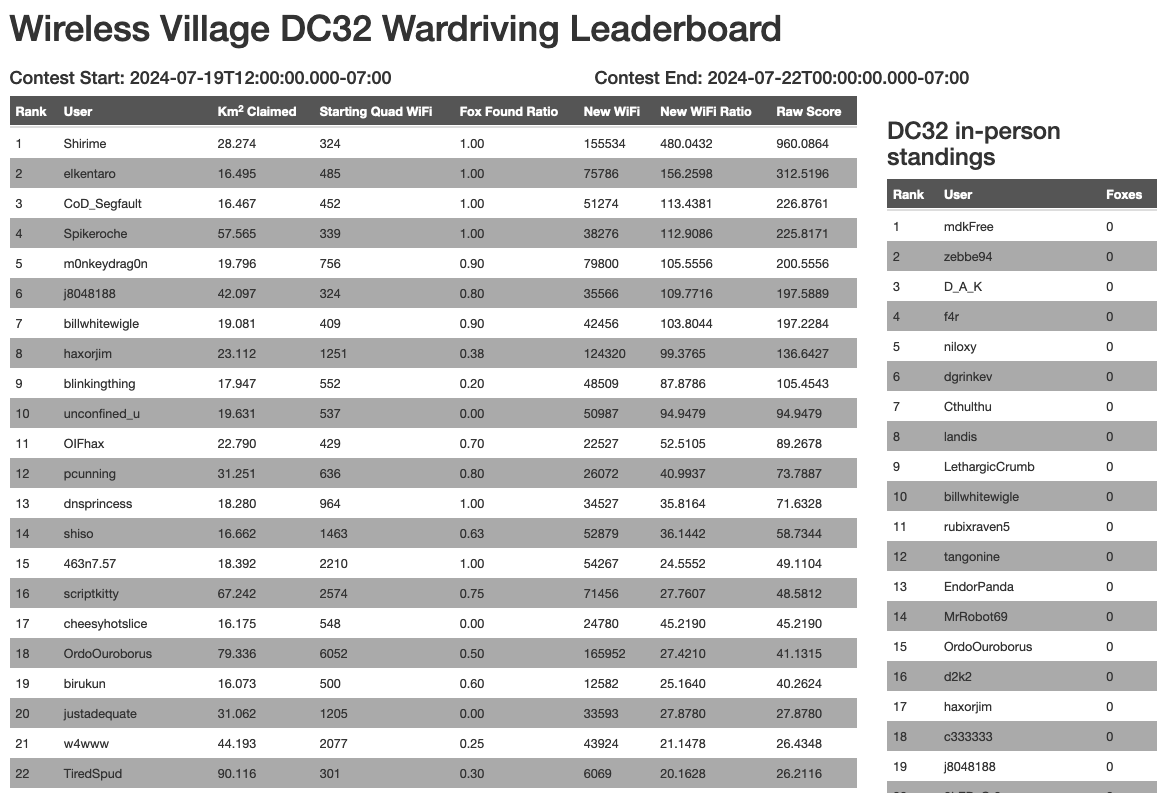 Wireless Village DC32 Wardriving Leaderboard
Contest Start: 2024-07-19T12:00:00.000-07:00 Contest End: 2024-07-22T00:00:00.000-07:00
Rank User Km² Claimed Starting Quad WiFi Fox Found Ratio New WiFi New WiFi Ratio Raw Score
1 Shirime 28.274 324 1.00 155534 480.0432 960.0864
2 elkentaro 16.495 485 1.00 75786 156.2598 312.5196
3 CoD_Segfault 16.467 452 1.00 51274 113.4381 226.8761
4 Spikeroche 57.565 339 1.00 38276 112.9086 225.8171
5 m0nkeydrag0n 19.796 756 0.90 79800 105.5556 200.5556
6 j8048188 42.097 324 0.80 35566 109.7716 197.5889
7 billwhitewigle 19.081 409 0.90 42456 103.8044 197.2284
8 haxorjim 23.112 1251 0.38 124320 99.3765 136.6427
9 blinkingthing 17.947 552 0.20 48509 87.8786 105.4543
10 unconfined_u 19.631 537 0.00 50987 94.9479 94.9479
11 OIFhax 22.790 429 0.70 22527 52.5105 89.2678
12 pcunning 31.251 636 0.80 26072 40.9937 73.7887
13 dnsprincess 18.280 964 1.00 34527 35.8164 71.6328
14 shiso 16.662 1463 0.63 52879 36.1442 58.7344
15 463n7.57 18.392 2210 1.00 54267 24.5552 49.1104
16 scriptkitty 67.242 2574 0.75 71456 27.7607 48.5812
17 cheesyhotslice 16.175 548 0.00 24780 45.2190 45.2190
18 OrdoOuroborus 79.336 6052 0.50 165952 27.4210 41.1315
19 birukun 16.073 500 0.60 12582 25.1640 40.2624
20 justadequate 31.062 1205 0.00 33593 27.8780 27.8780
21 w4www 44.193 2077 0.25 43924 21.1478 26.4348
22 TiredSpud 90.116 301 0.30 6069 20.1628 26.2116
DC32 in-person
standings
Rank User Foxes
1 mdkFree 0
2 zebbe94 0
3 D_A_K 0
4 f4r 0
5 niloxy 0
6 dgrinkev 0
7 Cthulthu 0
8 landis 0
9 LethargicCrumb 0
10 billwhitewigle 0
11 rubixraven5 0
12 tangonine 0
13 EndorPanda 0
14 MrRobot69 0
15 OrdoOuroborus 0
16 d2k2 0
17 haxorjim 0
18 c333333 0
19 j8048188 0